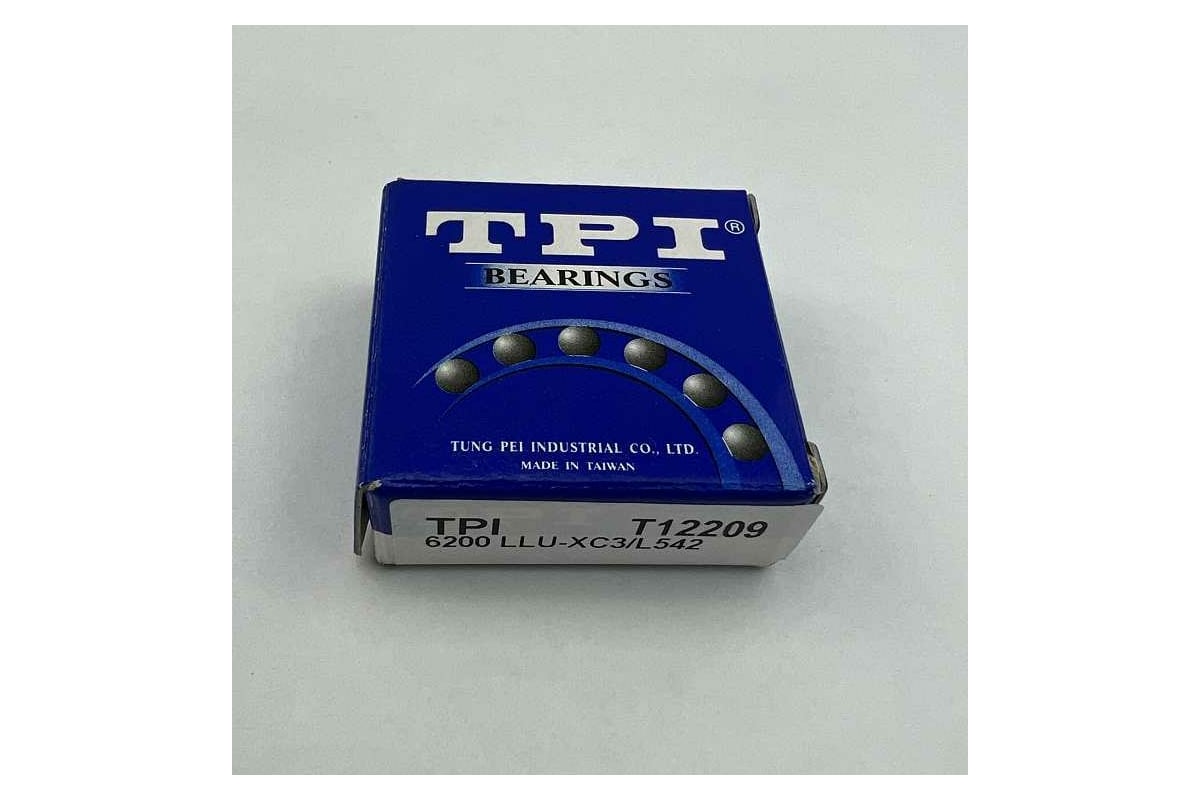 TPI®
BEARINGS
TUNG PEI INDUSTRIAL CO., LTD.
MADE IN TAIWAN
TPI T12209
6200 LLU-XC3/L542